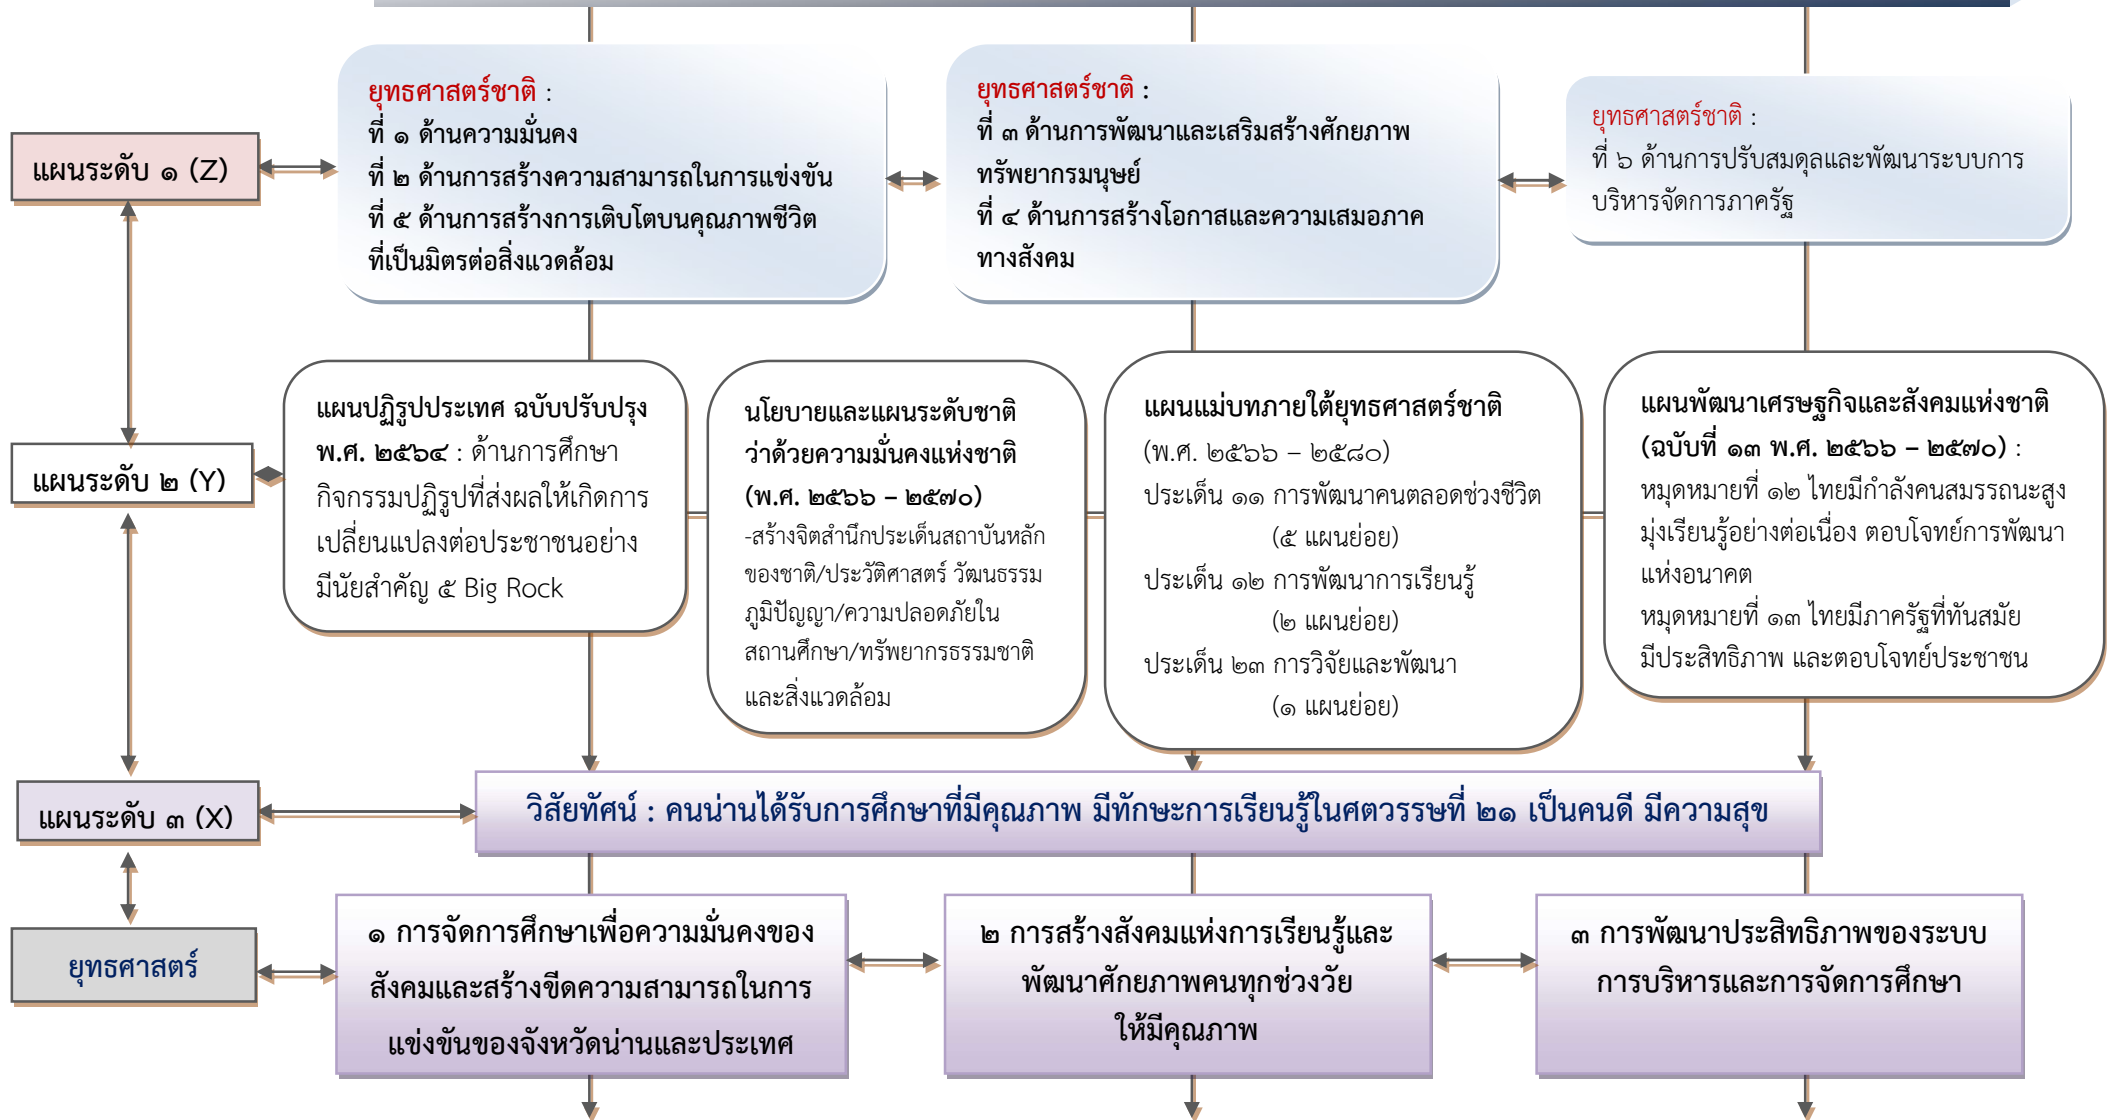 แผนระดับ ๑ (Z)
ยุทธศาสตร์ชาติ :
ที่ ๑ ด้านความมั่นคง
ที่ ๒ ด้านการสร้างความสามารถในการแข่งขัน
ที่ ๕ ด้านการสร้างการเติบโตบนคุณภาพชีวิต
ที่เป็นมิตรต่อสิ่งแวดล้อม
ยุทธศาสตร์ชาติ :
ที่ ๓ ด้านการพัฒนาและเสริมสร้างศักยภาพ
ทรัพยากรมนุษย์
ที่ ๔ ด้านการสร้างโอกาสและความเสมอภาค
ทางสังคม
ยุทธศาสตร์ชาติ :
ที่ ๖ ด้านการปรับสมดุลและพัฒนาระบบการ
บริหารจัดการภาครัฐ
แผนระดับ ๒ (Y)
แผนปฏิรูปประเทศ ฉบับปรับปรุง
พ.ศ. ๒๕๖๔ : ด้านการศึกษา
กิจกรรมปฏิรูปที่ส่งผลให้เกิดการ
เปลี่ยนแปลงต่อประชาชนอย่าง
มีนัยสำคัญ ๕ Big Rock
นโยบายและแผนระดับชาติ
ว่าด้วยความมั่นคงแห่งชาติ
(พ.ศ. ๒๕๖๖ – ๒๕๗๐)
-สร้างจิตสำนึกประเด็นสถาบันหลัก
ของชาติ/ประวัติศาสตร์ วัฒนธรรม
ภูมิปัญญา/ความปลอดภัยใน
สถานศึกษา/ทรัพยากรธรรมชาติ
และสิ่งแวดล้อม
แผนแม่บทภายใต้ยุทธศาสตร์ชาติ
(พ.ศ. ๒๕๖๖ – ๒๕๘๐)
ประเด็น ๑๑ การพัฒนาคนตลอดช่วงชีวิต
(๕ แผนย่อย)
ประเด็น ๑๒ การพัฒนาการเรียนรู้
(๒ แผนย่อย)
ประเด็น ๒๓ การวิจัยและพัฒนา
(๑ แผนย่อย)
แผนพัฒนาเศรษฐกิจและสังคมแห่งชาติ
(ฉบับที่ ๑๓ พ.ศ. ๒๕๖๖ – ๒๕๗๐) :
หมุดหมายที่ ๑๒ ไทยมีกำลังคนสมรรถนะสูง
มุ่งเรียนรู้อย่างต่อเนื่อง ตอบโจทย์การพัฒนา
แห่งอนาคต
หมุดหมายที่ ๑๓ ไทยมีภาครัฐที่ทันสมัย
มีประสิทธิภาพ และตอบโจทย์ประชาชน
แผนระดับ ๓ (X)
วิสัยทัศน์ : คนน่านได้รับการศึกษาที่มีคุณภาพ มีทักษะการเรียนรู้ในศตวรรษที่ ๒๑ เป็นคนดี มีความสุข
ยุทธศาสตร์
๑ การจัดการศึกษาเพื่อความมั่นคงของ
สังคมและสร้างขีดความสามารถในการ
แข่งขันของจังหวัดน่านและประเทศ
๒ การสร้างสังคมแห่งการเรียนรู้และ
พัฒนาศักยภาพคนทุกช่วงวัย
ให้มีคุณภาพ
๓ การพัฒนาประสิทธิภาพของระบบ
การบริหารและการจัดการศึกษา